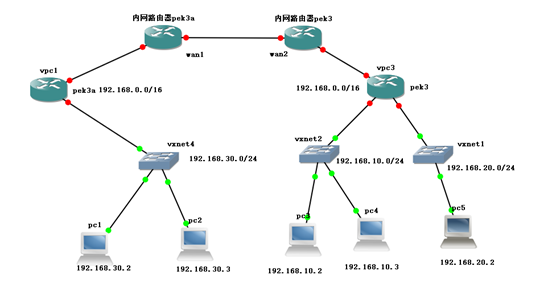 内网路由器pek3a
内网路由器pek3
wan1
wan2
vpc1
vpc3
192.168.0.0/16
192.168.0.0/16
pek3a
pek3
vxnet4
vxnet2
vxnet1
192.168.30.0/24
192.168.10.0/24
192.168.20.0/24
pc1
pc2
pc3
pc4
pc5
192.168.30.2
192.168.30.3
192.168.10.2
192.168.10.3
192.168.20.2